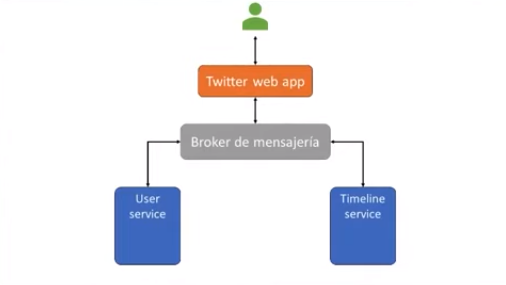 Twitter web app
Broker de mensajería
User
service
Timeline
service